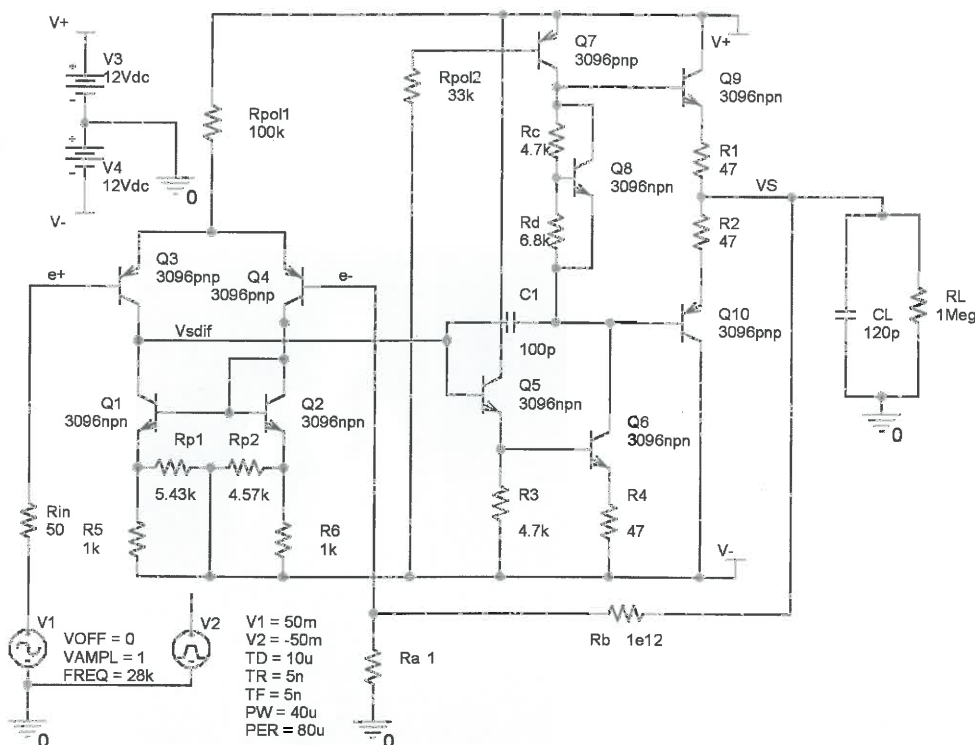 V+
V3
12Vdc
V4
12Vdc
V-
0
Rpol1
100k
Rpol2
33k
Q7
3096pnp
V+
Q9
3096npn
Rc
4.7k
Q8
3096npn
R1
47
VS
Rd
6.8k
R2
47
Q3
3096pnp
e+
Q4
3096pnp
e-
Vsdif
C1
100p
Q10
3096pnp
CL
120p
RL
1Meg
0
Q1
3096npn
Q2
3096npn
Q5
3096npn
Q6
3096npn
Rp1
5.43k
Rp2
4.57k
R3
4.7k
R4
47
Rin
50
R5
1k
R6
1k
V-
V1
VOFF = 0
VAMPL = 1
FREQ = 28k
V2
V1 = 50m
V2 = -50m
TD = 10u
TR = 5n
TF = 5n
PW = 40u
PER = 80u
Ra 1
Rb 1e12
0
0